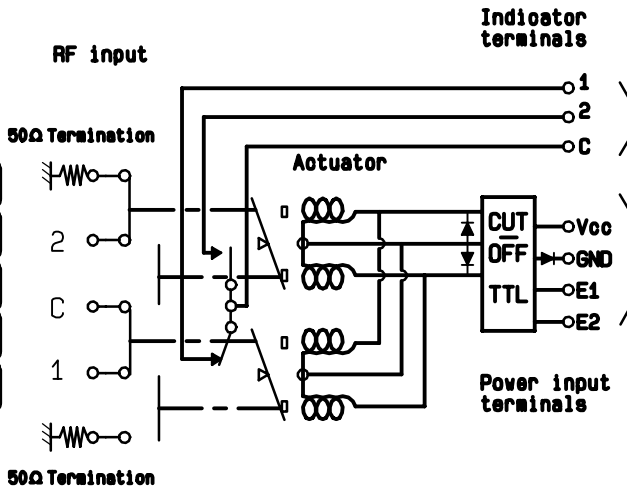 Indicator
terminals
RF input
1
2
50Ω Termination
C
Actuator
CUT
OFF
TTL
Vcc
GND
E1
E2
2
C
1
Power input
terminals
50Ω Termination